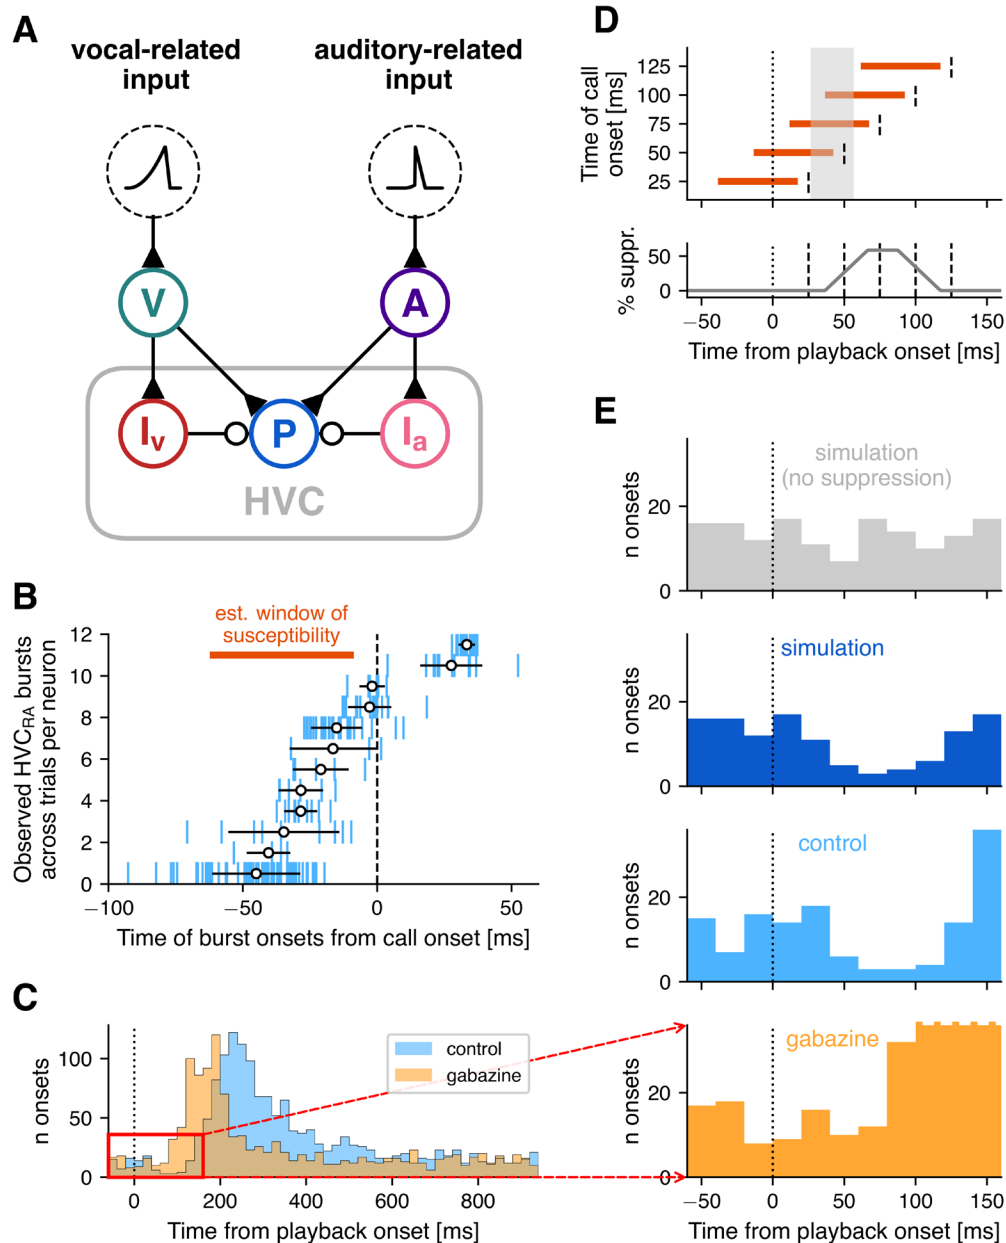 A
vocal-related
input
auditory-related
input
V
A
Iv
P
Ia
HVC
B
est. window of
susceptibility
Observed HVCRA bursts
across trials per neuron
12
10
8
6
4
2
0
−100
−50
0
50
Time of burst onsets from call onset [ms]
C
n onsets
100
50
0
control
gabazine
0
200
400
600
800
Time from playback onset [ms]
D
Time of call
onset [ms]
125
100
75
50
25
% suppr.
50
0
−50
0
50
100
150
Time from playback onset [ms]
E
simulation
(no suppression)
n onsets
20
0
simulation
n onsets
20
0
control
n onsets
20
0
gabazine
n onsets
20
0
−50
0
50
100
150
Time from playback onset [ms]